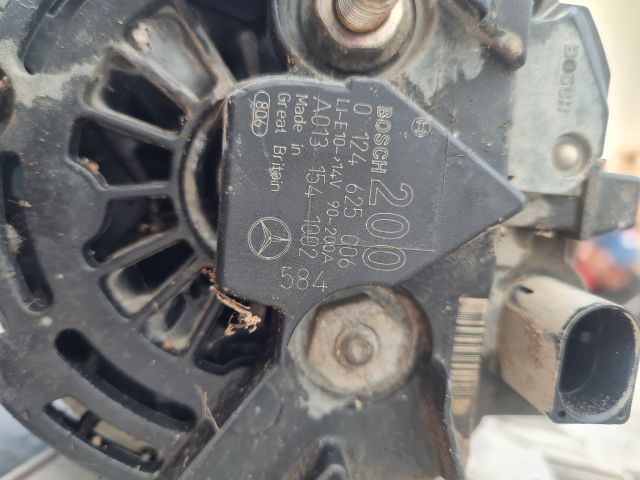 BOSCH 200
0 124 625 006
LI-E10->14V 90-200A
A013 154 1002
Made in
Great Britain
806
584
BOSCH